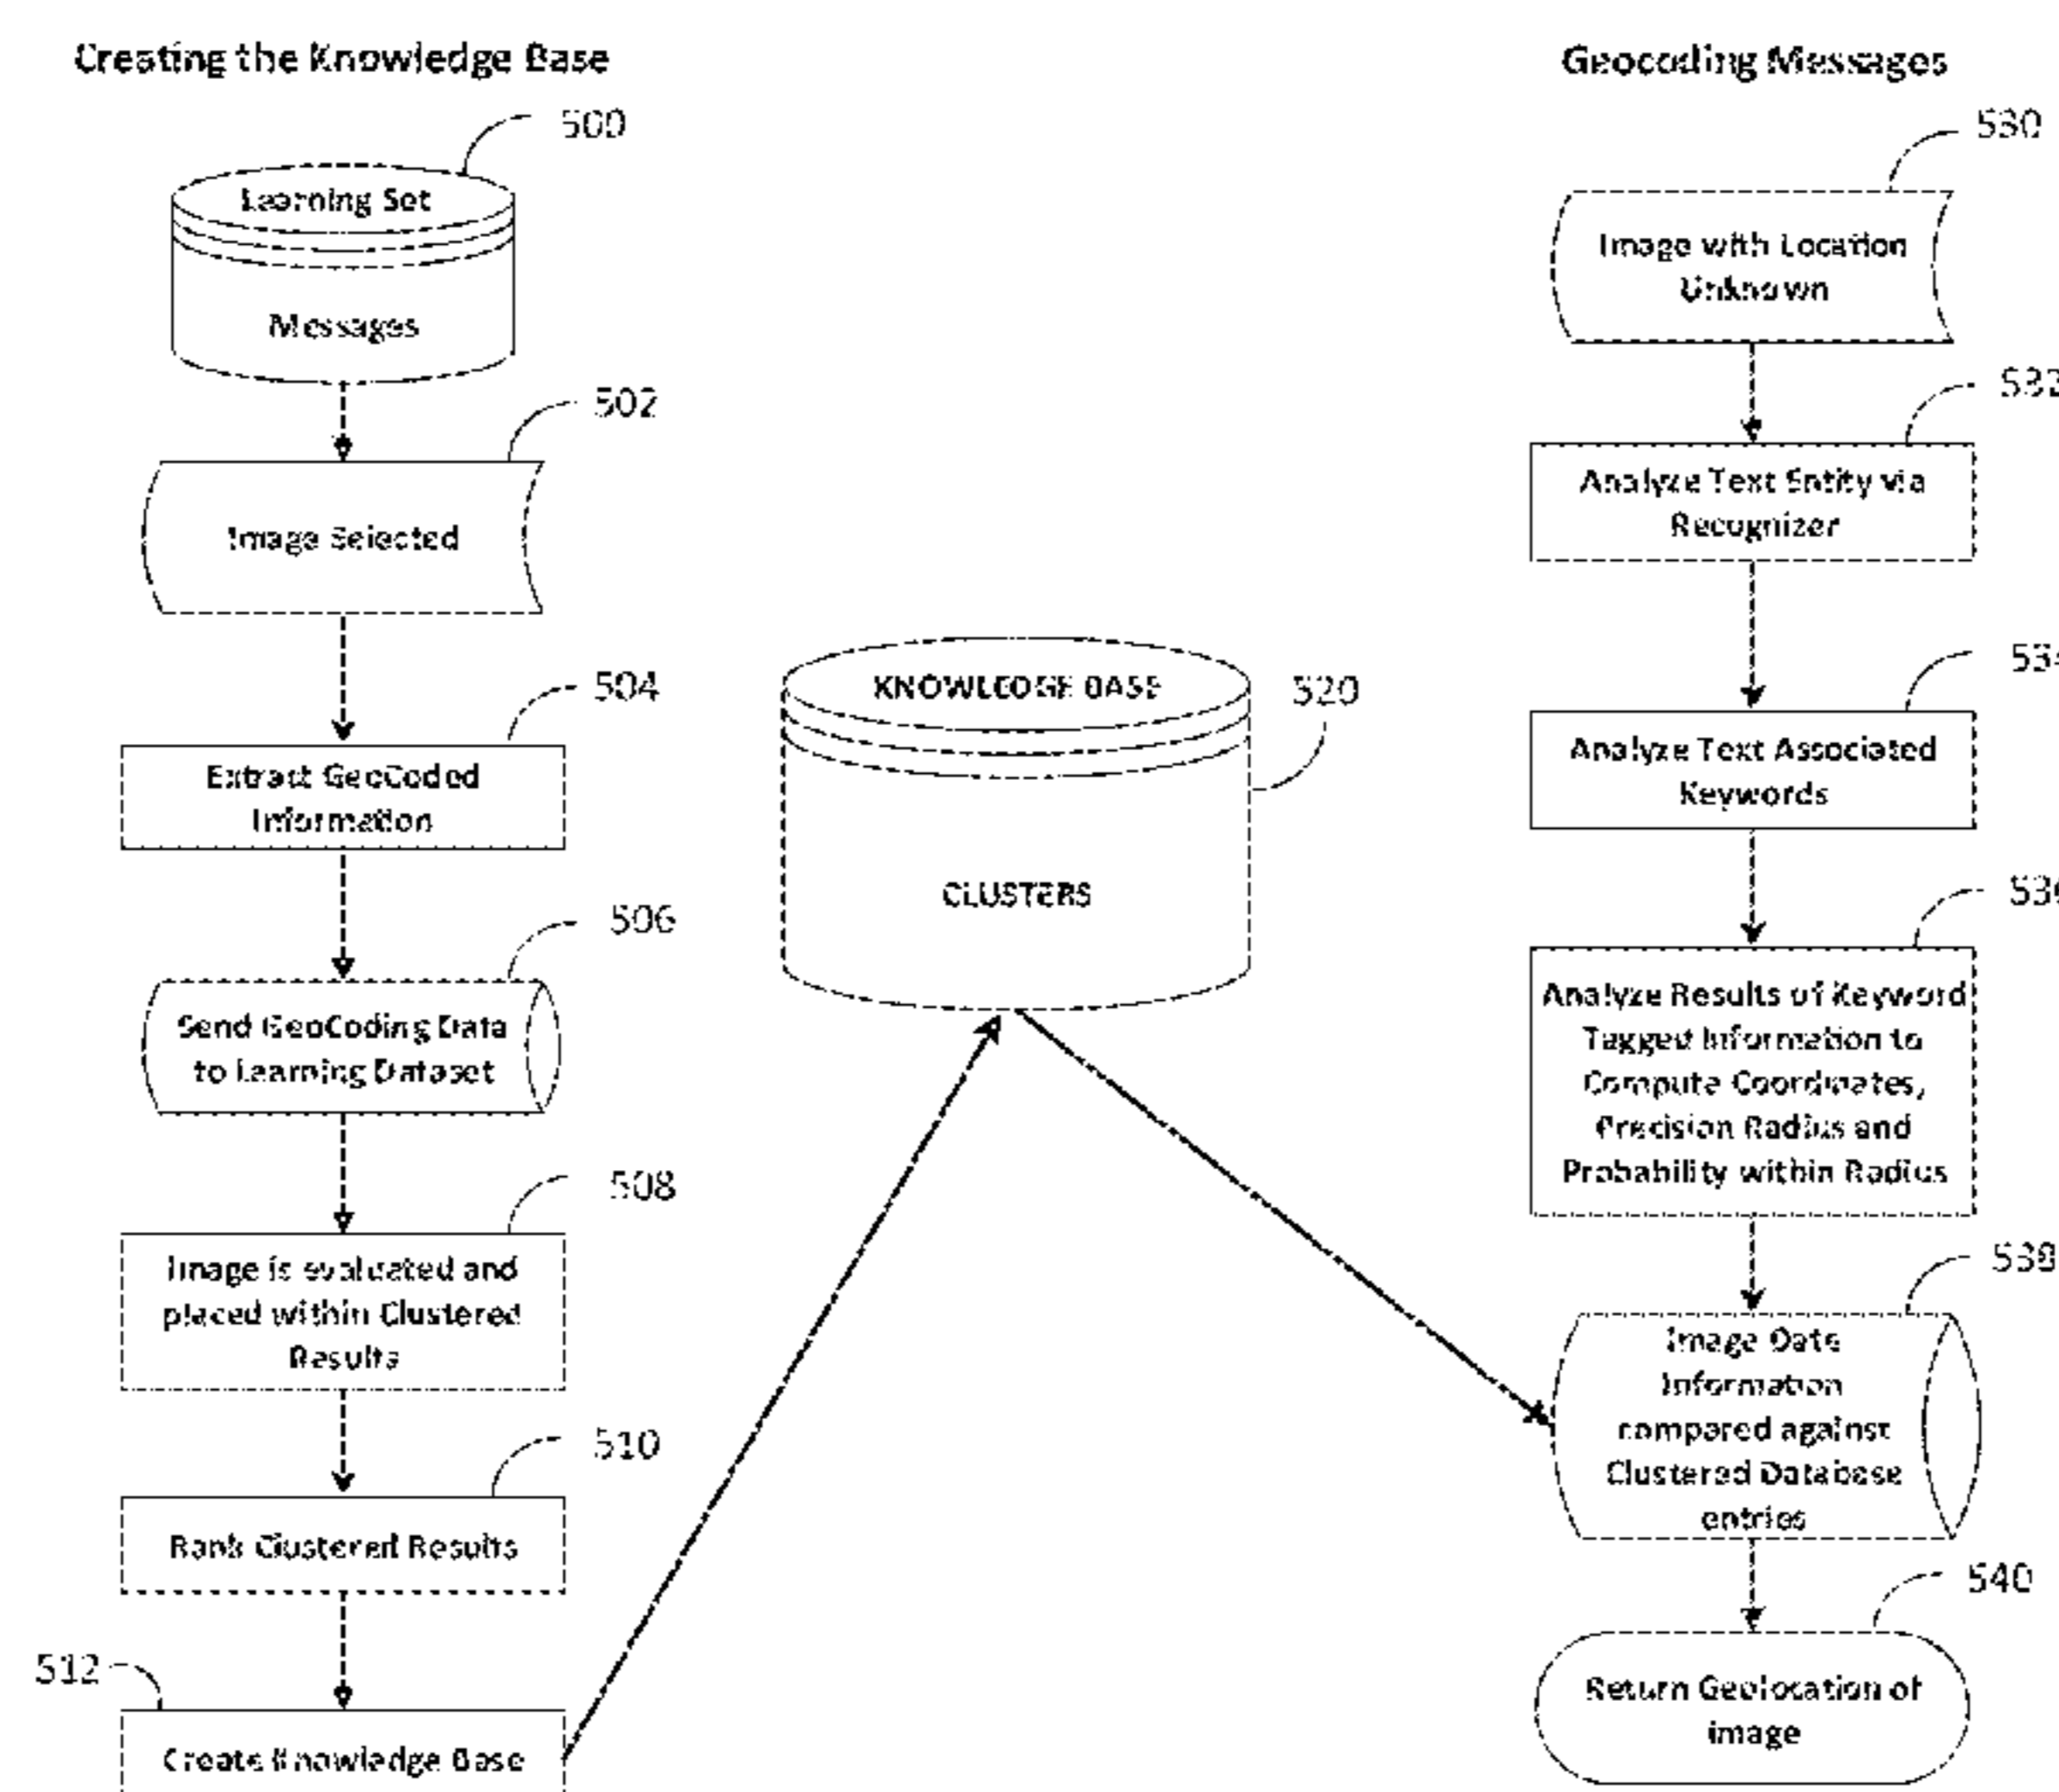 Creating the Knowledge Base
500
Learning Set
Messages
502
Image Selected
504
Extract GeoCoded
Information
506
Send GeoCoding Data
to Learning Dataset
508
Image is evaluated and
placed within Clustered
Results
510
Rank Clustered Results
512
Create Knowledge Base
KNOWLEDGE BASE
520
CLUSTERS
Geocoding Messages
530
Image with Location
Unknown
532
Analyze Text Entity via
Recognizer
534
Analyze Text Associated
Keywords
536
Analyze Results of Keyword
Tagged Information to
Compute Coordinates,
Precision Radius and
Probability within Radius
538
Image Date
Information
compared against
Clustered Database
entries
540
Return Geolocation of
image